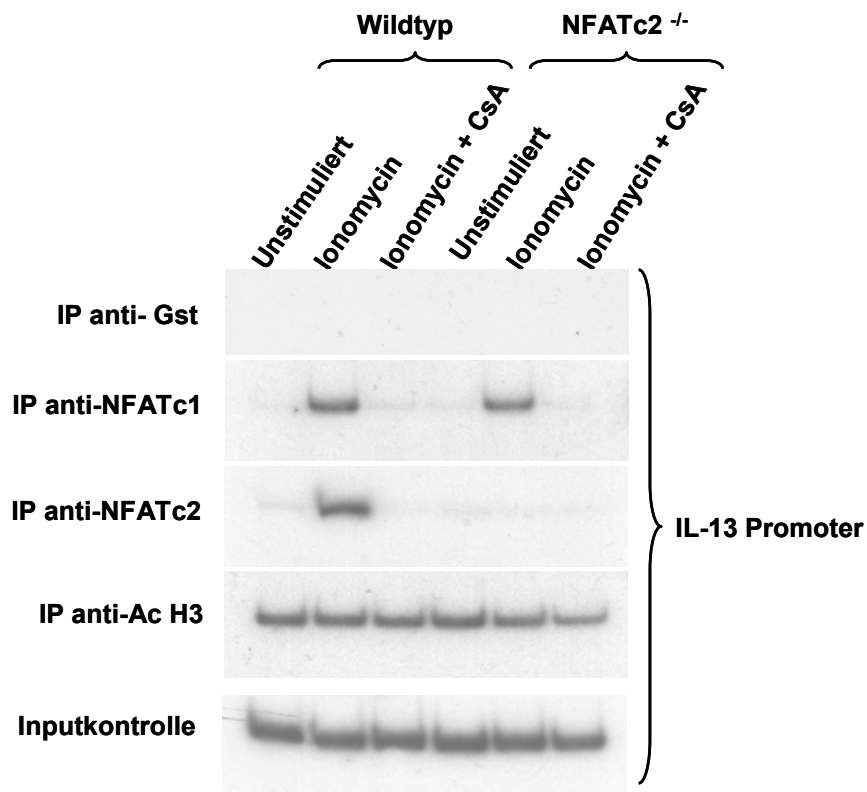 Wildtyp
NFATc2 -/-
Unstimuliert
Ionomycin
Ionomycin + CsA
Unstimuliert
Ionomycin
Ionomycin + CsA
IP anti- Gst
IP anti-NFATc1
IP anti-NFATc2
IL-13 Promoter
IP anti-Ac H3
Inputkontrolle